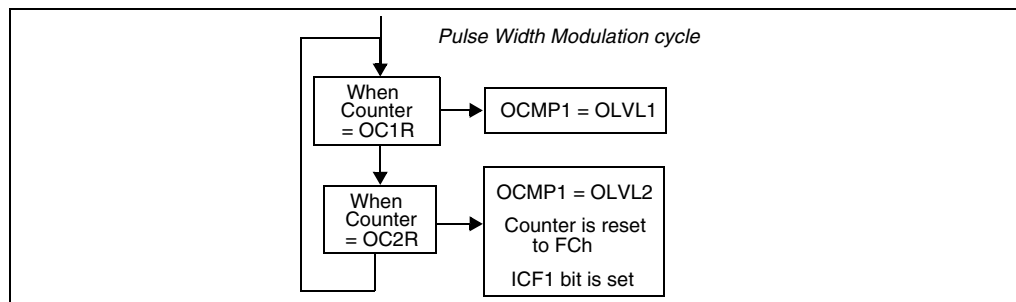 Pulse Width Modulation cycle
When
Counter
= OC1R
OCMP1 = OLVL1
When
Counter
= OC2R
OCMP1 = OLVL2
Counter is reset
to FCh
ICF1 bit is set